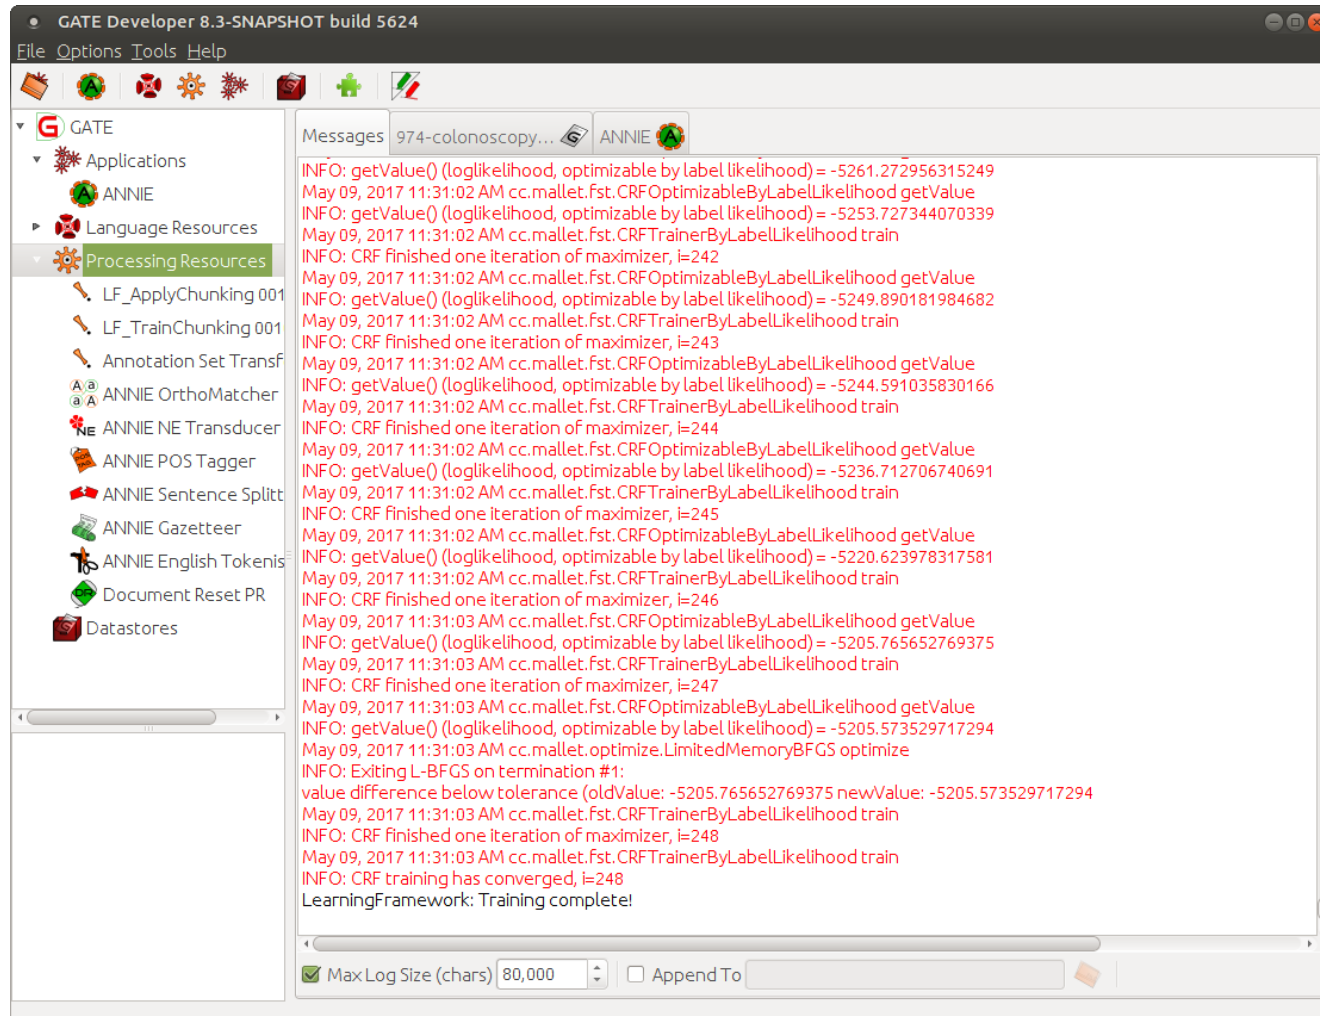 GATE Developer 8.3-SNAPSHOT build 5624
File Options Tools Help
GATE
Applications
ANNIE
Language Resources
Processing Resources
LF_ApplyChunking 001
LF_TrainChunking 001
Annotation Set Transf
ANNIE OrthoMatcher
ANNIE NE Transducer
ANNIE POS Tagger
ANNIE Sentence Splitt
ANNIE Gazetteer
ANNIE English Tokenis
Document Reset PR
Datastores
Messages 974-colonoscopy... ANNIE
INFO: getValue() (loglikelihood, optimizable by label likelihood) = -5261.272956315249
May 09, 2017 11:31:02 AM cc.mallet.fst.CRFOptimizableByLabelLikelihood getValue
INFO: getValue() (loglikelihood, optimizable by label likelihood) = -5253.727344070339
May 09, 2017 11:31:02 AM cc.mallet.fst.CRFTrainerByLabelLikelihood train
INFO: CRF finished one iteration of maximizer, i=242
May 09, 2017 11:31:02 AM cc.mallet.fst.CRFOptimizableByLabelLikelihood getValue
INFO: getValue() (loglikelihood, optimizable by label likelihood) = -5249.890181984682
May 09, 2017 11:31:02 AM cc.mallet.fst.CRFTrainerByLabelLikelihood train
INFO: CRF finished one iteration of maximizer, i=243
May 09, 2017 11:31:02 AM cc.mallet.fst.CRFOptimizableByLabelLikelihood getValue
INFO: getValue() (loglikelihood, optimizable by label likelihood) = -5244.591035830166
May 09, 2017 11:31:02 AM cc.mallet.fst.CRFTrainerByLabelLikelihood train
INFO: CRF finished one iteration of maximizer, i=244
May 09, 2017 11:31:02 AM cc.mallet.fst.CRFOptimizableByLabelLikelihood getValue
INFO: getValue() (loglikelihood, optimizable by label likelihood) = -5236.712706740691
May 09, 2017 11:31:02 AM cc.mallet.fst.CRFTrainerByLabelLikelihood train
INFO: CRF finished one iteration of maximizer, i=245
May 09, 2017 11:31:02 AM cc.mallet.fst.CRFOptimizableByLabelLikelihood getValue
INFO: getValue() (loglikelihood, optimizable by label likelihood) = -5220.623978317581
May 09, 2017 11:31:02 AM cc.mallet.fst.CRFTrainerByLabelLikelihood train
INFO: CRF finished one iteration of maximizer, i=246
May 09, 2017 11:31:03 AM cc.mallet.fst.CRFOptimizableByLabelLikelihood getValue
INFO: getValue() (loglikelihood, optimizable by label likelihood) = -5205.765652769375
May 09, 2017 11:31:03 AM cc.mallet.fst.CRFTrainerByLabelLikelihood train
INFO: CRF finished one iteration of maximizer, i=247
May 09, 2017 11:31:03 AM cc.mallet.fst.CRFOptimizableByLabelLikelihood getValue
INFO: getValue() (loglikelihood, optimizable by label likelihood) = -5205.573529717294
May 09, 2017 11:31:03 AM cc.mallet.optimize.LimitedMemoryBFGS optimize
INFO: Exiting L-BFGS on termination #1:
value difference below tolerance (oldValue: -5205.765652769375 newValue: -5205.573529717294
May 09, 2017 11:31:03 AM cc.mallet.fst.CRFTrainerByLabelLikelihood train
INFO: CRF finished one iteration of maximizer, i=248
May 09, 2017 11:31:03 AM cc.mallet.fst.CRFTrainerByLabelLikelihood train
INFO: CRF training has converged, i=248
LearningFramework: Training complete!
Max Log Size (chars) 80,000 Append To